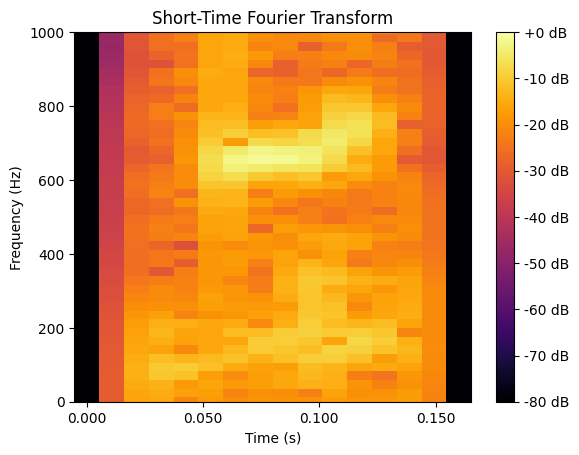 Short-Time Fourier Transform
1000
800
600
400
200
0
Frequency (Hz)
0.000
0.050
0.100
0.150
Time (s)
+0 dB
-10 dB
-20 dB
-30 dB
-40 dB
-50 dB
-60 dB
-70 dB
-80 dB